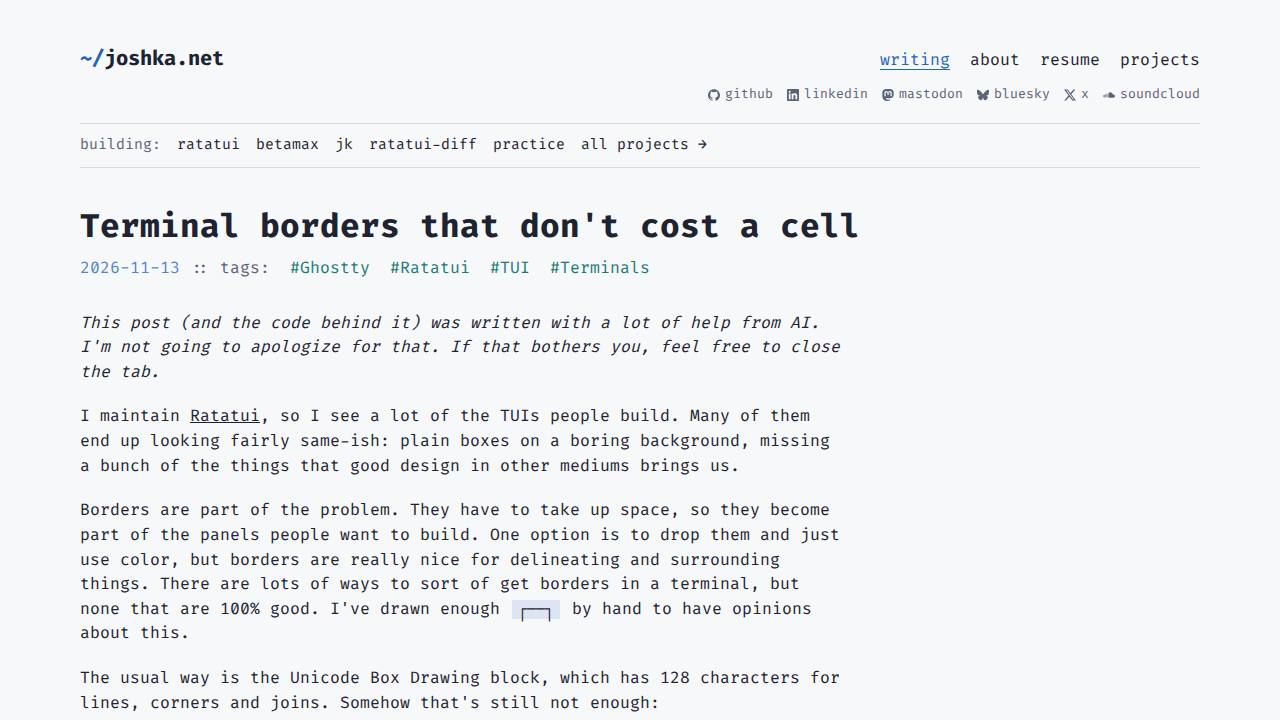 ~/joshka.net
writing about resume projects
github linkedin mastodon bluesky x soundcloud
building: ratatui betamax jk ratatui-diff practice all projects →
Terminal borders that don't cost a cell
2026-11-13 :: tags: #Ghostty #Ratatui #TUI #Terminals
This post (and the code behind it) was written with a lot of help from AI.
I'm not going to apologize for that. If that bothers you, feel free to close
the tab.
I maintain Ratatui, so I see a lot of the TUIs people build. Many of them
end up looking fairly same-ish: plain boxes on a boring background, missing
a bunch of the things that good design in other mediums brings us.
Borders are part of the problem. They have to take up space, so they become
part of the panels people want to build. One option is to drop them and just
use color, but borders are really nice for delineating and surrounding
things. There are lots of ways to sort of get borders in a terminal, but
none that are 100% good. I've drawn enough ┌──┐ by hand to have opinions
about this.
The usual way is the Unicode Box Drawing block, which has 128 characters for
lines, corners and joins. Somehow that's still not enough: